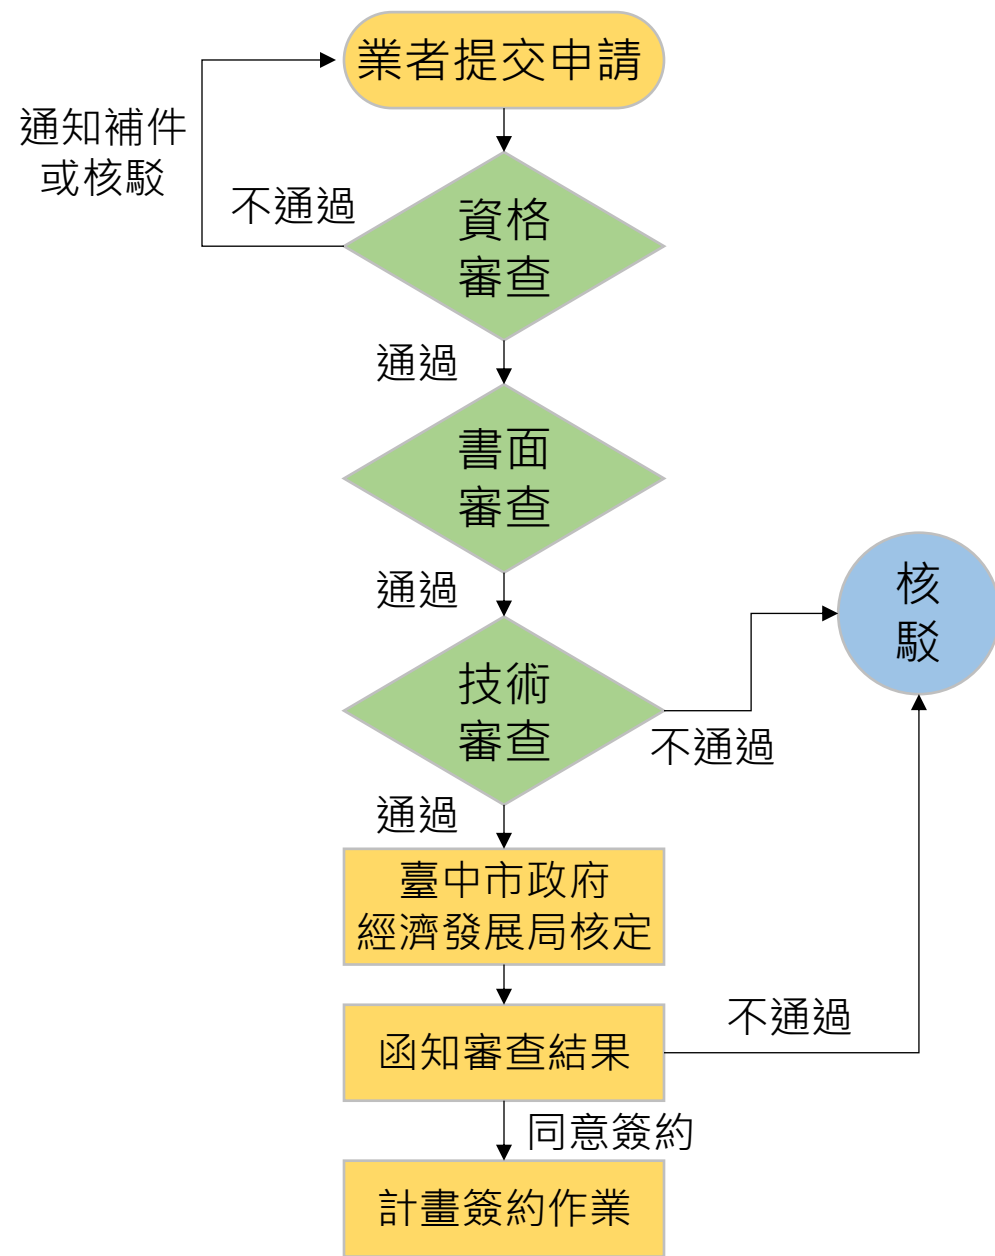 業者提交申請
通知補件
或核駁
不通過
資格
審查
通過
書面
審查
通過
核
駁
技術
審查
不通過
通過
臺中市政府
經濟發展局核定
不通過
函知審查結果
同意簽約
計畫簽約作業